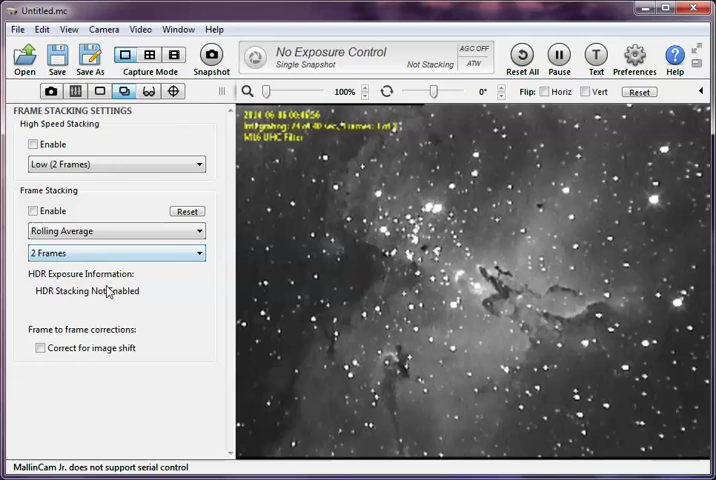 Untitled.mc
File Edit View Camera Video Window Help
Open Save Save As Capture Mode Snapshot
No Exposure Control
Single Snapshot Not Stacking
AGC OFF
ATW
Reset All Pause Text Preferences Help
100% 0° Flip: Horiz Vert Reset
FRAME STACKING SETTINGS
High Speed Stacking
Enable
Low (2 Frames)
Frame Stacking
Enable Reset
Rolling Average
2 Frames
HDR Exposure Information:
HDR Stacking Not Enabled
Frame to frame corrections:
Correct for image shift
M16 UHC Filter
MallinCam Jr. does not support serial control